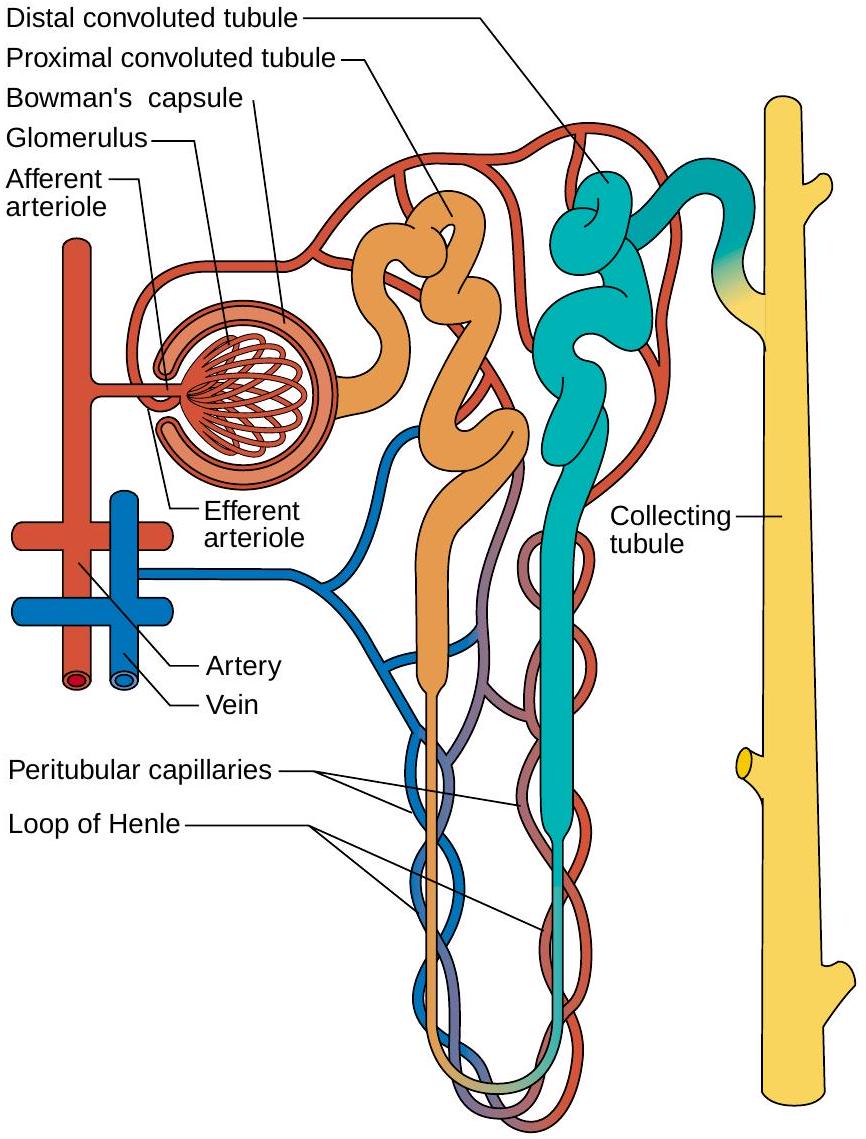 Distal convoluted tubule
Proximal convoluted tubule
Bowman's capsule
Glomerulus
Afferent
arteriole
Efferent
arteriole
Collecting
tubule
Artery
Vein
Peritubular capillaries
Loop of Henle